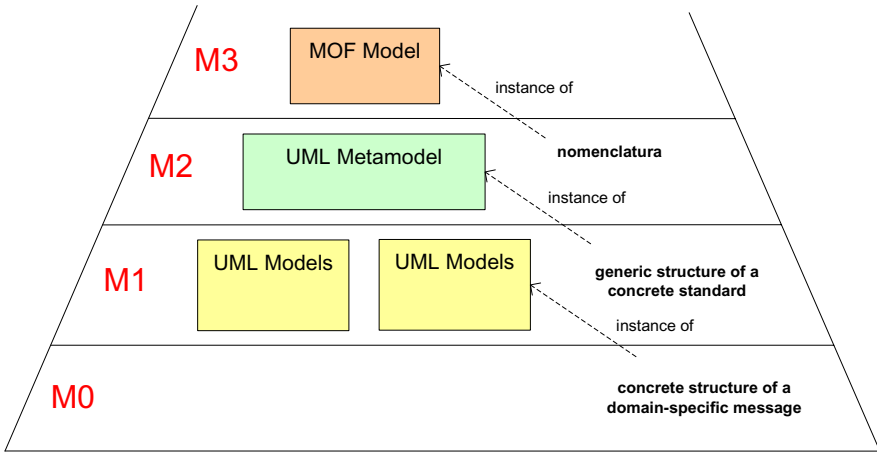 M3
MOF Model
instance of
M2
UML Metamodel
nomenclatura
instance of
M1
UML Models
UML Models
generic structure of a
concrete standard
instance of
M0
concrete structure of a
domain-specific message